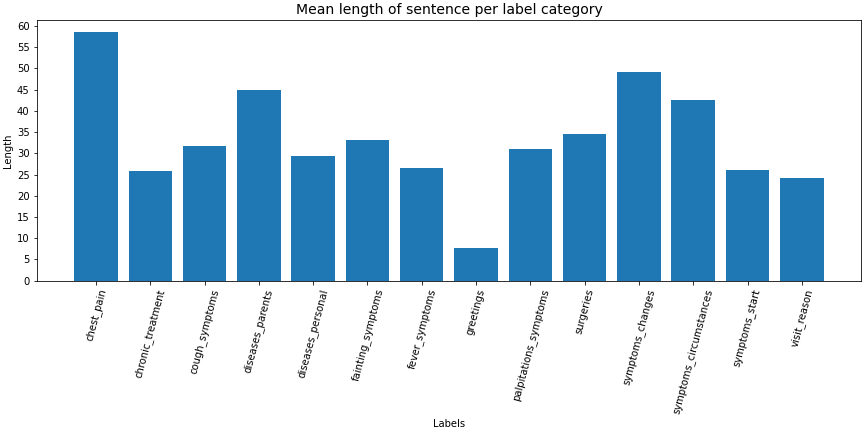 Mean length of sentence per label category
60
55
50
45
40
35
30
25
20
15
10
5
0
Length
chest_pain
chronic_treatment
cough_symptoms
diseases_parents
diseases_personal
fainting_symptoms
fever_symptoms
greetings
palpitations_symptoms
surgeries
symptoms_changes
symptoms_circumstances
symptoms_start
visit_reason
Labels